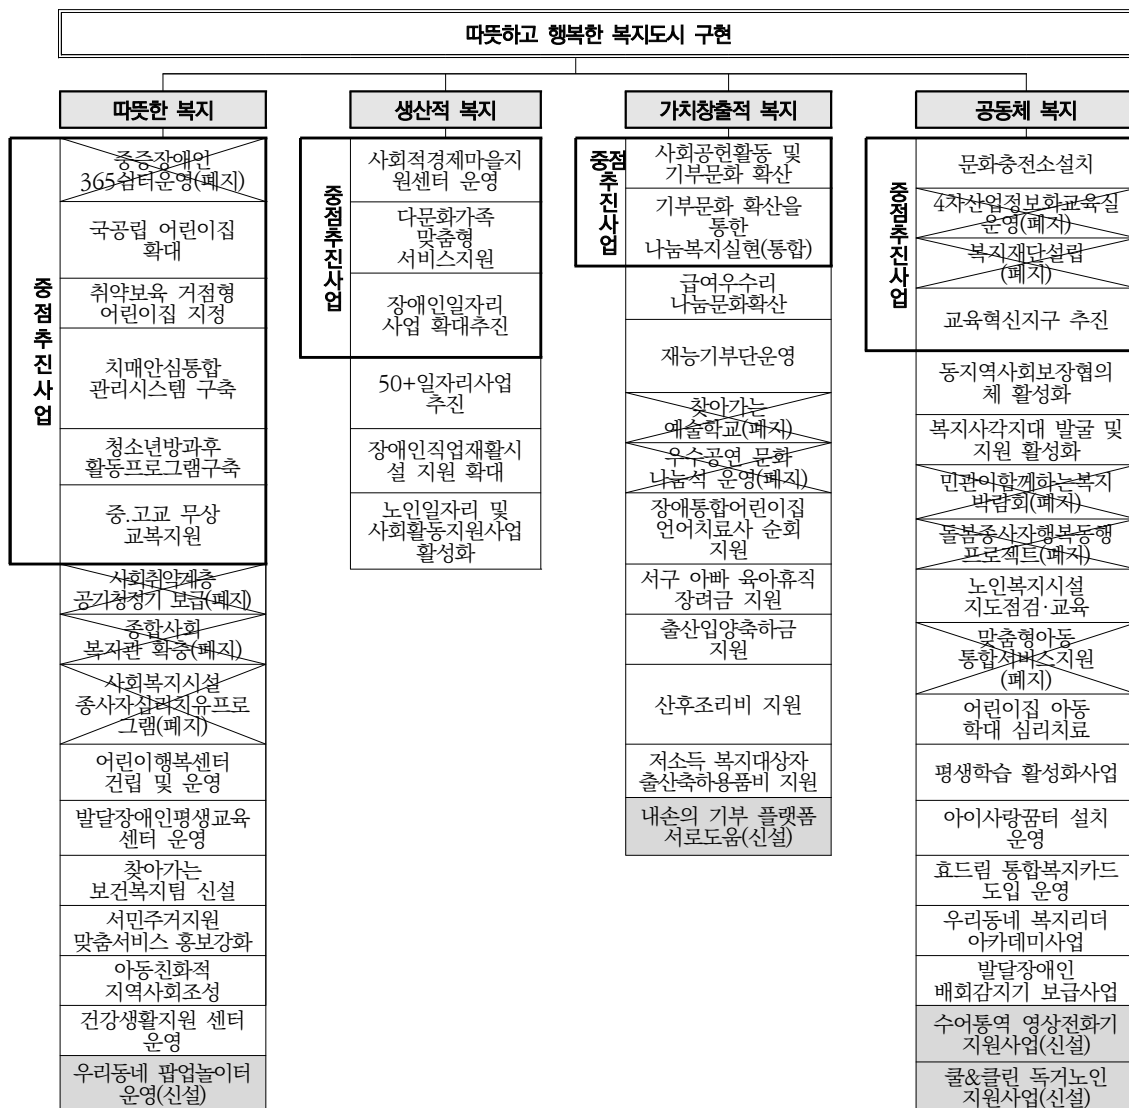 따뜻하고 행복한 복지도시 구현
따뜻한 복지
중점추진사업
중증장애인
365쉼터운영(폐지)
국공립 어린이집
확대
취약보육 거점형
어린이집 지정
치매안심통합
관리시스템 구축
청소년방과후
활동프로그램구축
중.고교 무상
교복지원
사회취약계층
공기청정기 보급(폐지)
종합사회
복지관 확충(폐지)
사회복지시설
종사자심리치유프로
그램(폐지)
어린이행복센터
건립 및 운영
발달장애인평생교육
센터 운영
찾아가는
보건복지팀 신설
서민주거지원
맞춤서비스 홍보강화
아동친화적
지역사회조성
건강생활지원 센터
운영
우리동네 팝업놀이터
운영(신설)
생산적 복지
중점추진사업
사회적경제마을지
원센터 운영
다문화가족
맞춤형
서비스지원
장애인일자리
사업 확대추진
50+일자리사업
추진
장애인직업재활시
설 지원 확대
노인일자리 및
사회활동지원사업
활성화
가치창출적 복지
중점
추진사업
사회공헌활동 및
기부문화 확산
기부문화 확산을
통한
나눔복지실현(통합)
급여우수리
나눔문화확산
재능기부단운영
찾아가는
예술학교(폐지)
우수공연 문화
나눔석 운영(폐지)
장애통합어린이집
언어치료사 순회
지원
서구 아빠 육아휴직
장려금 지원
출산입양축하금
지원
산후조리비 지원
저소득 복지대상자
출산축하용품비 지원
내손의 기부 플랫폼
서로도움(신설)
공동체 복지
중점추진사업
문화충전소설치
4차산업정보화교육실
운영(폐지)
복지재단설립
(폐지)
교육혁신지구 추진
동지역사회보장협의
체 활성화
복지사각지대 발굴 및
지원 활성화
민관이함께하는복지
박람회(폐지)
돌봄종사자행복동행
프로젝트(폐지)
노인복지시설
지도점검·교육
맞춤형아동
통합서비스지원
(폐지)
어린이집 아동
학대 심리치료
평생학습 활성화사업
아이사랑꿈터 설치
운영
효드림 통합복지카드
도입 운영
우리동네 복지리더
아카데미사업
발달장애인
배회감지기 보급사업
수어통역 영상전화기
지원사업(신설)
쿨&클린 독거노인
지원사업(신설)